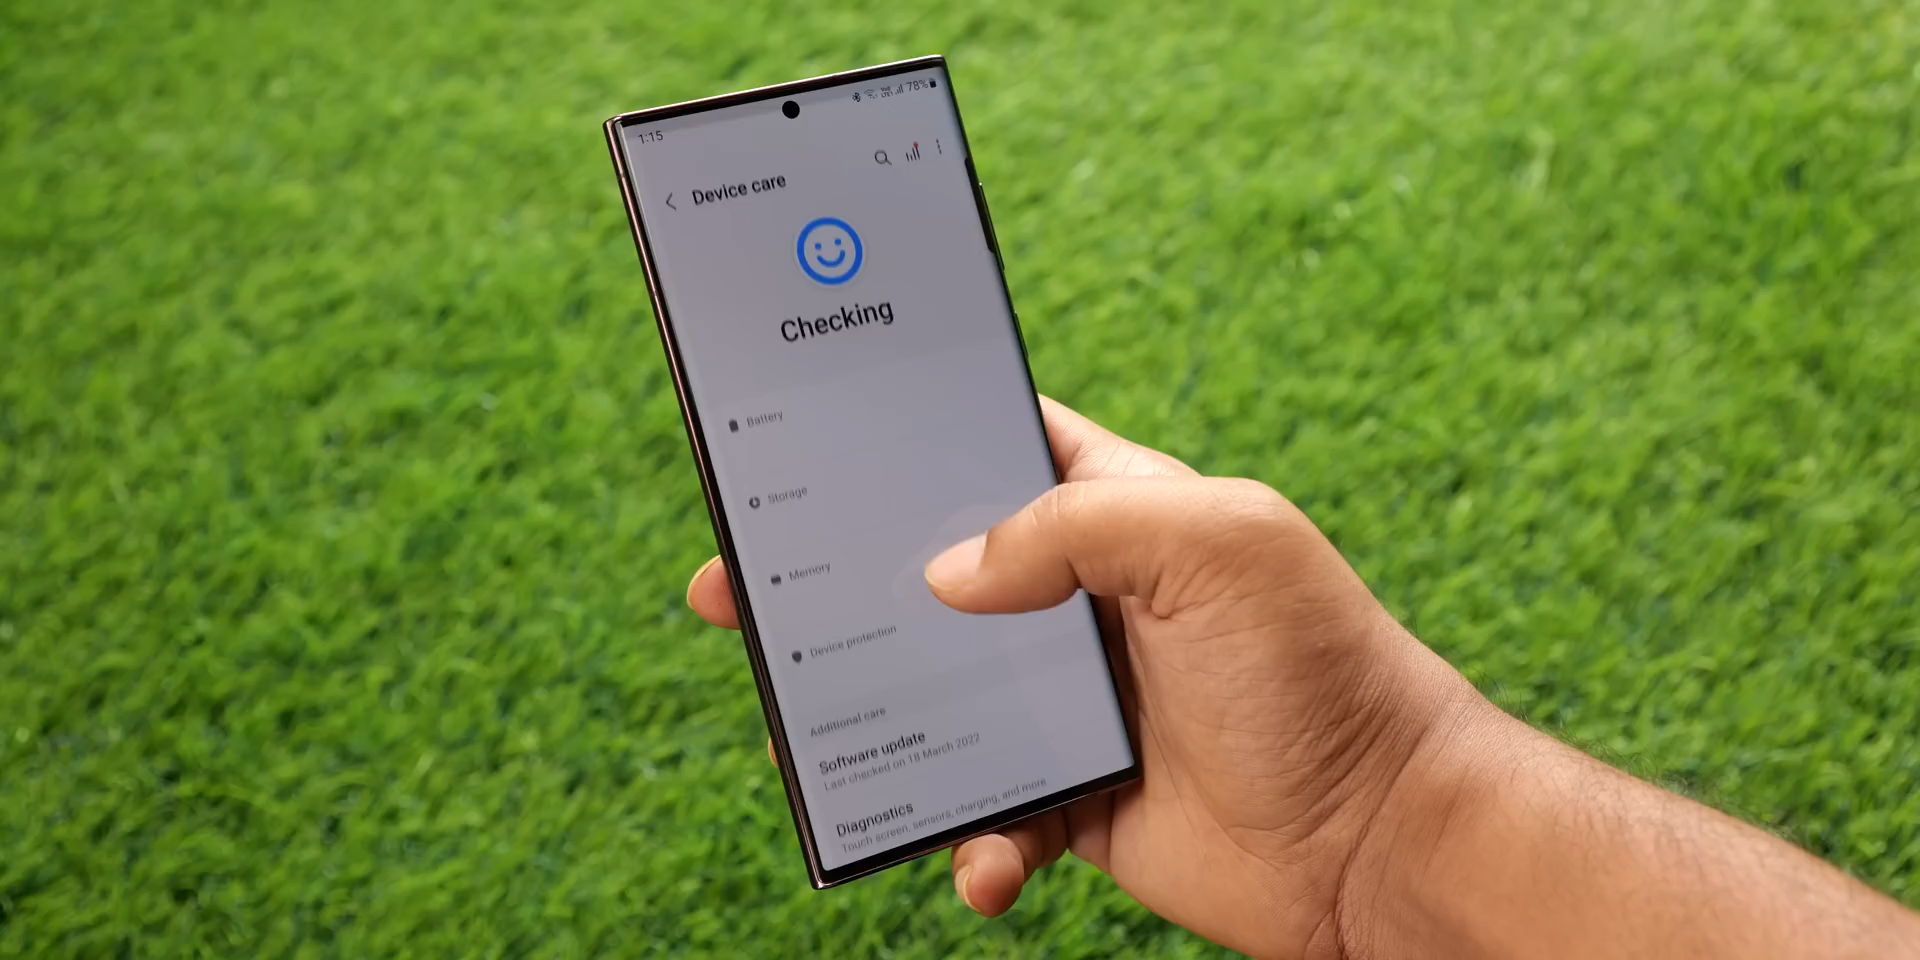 1:15
78%
Device care
Checking
Battery
Storage
Memory
Device protection
Additional care
Software update
Last checked on 18 March 2022
Diagnostics
Touch screen, sensors, charging, and more